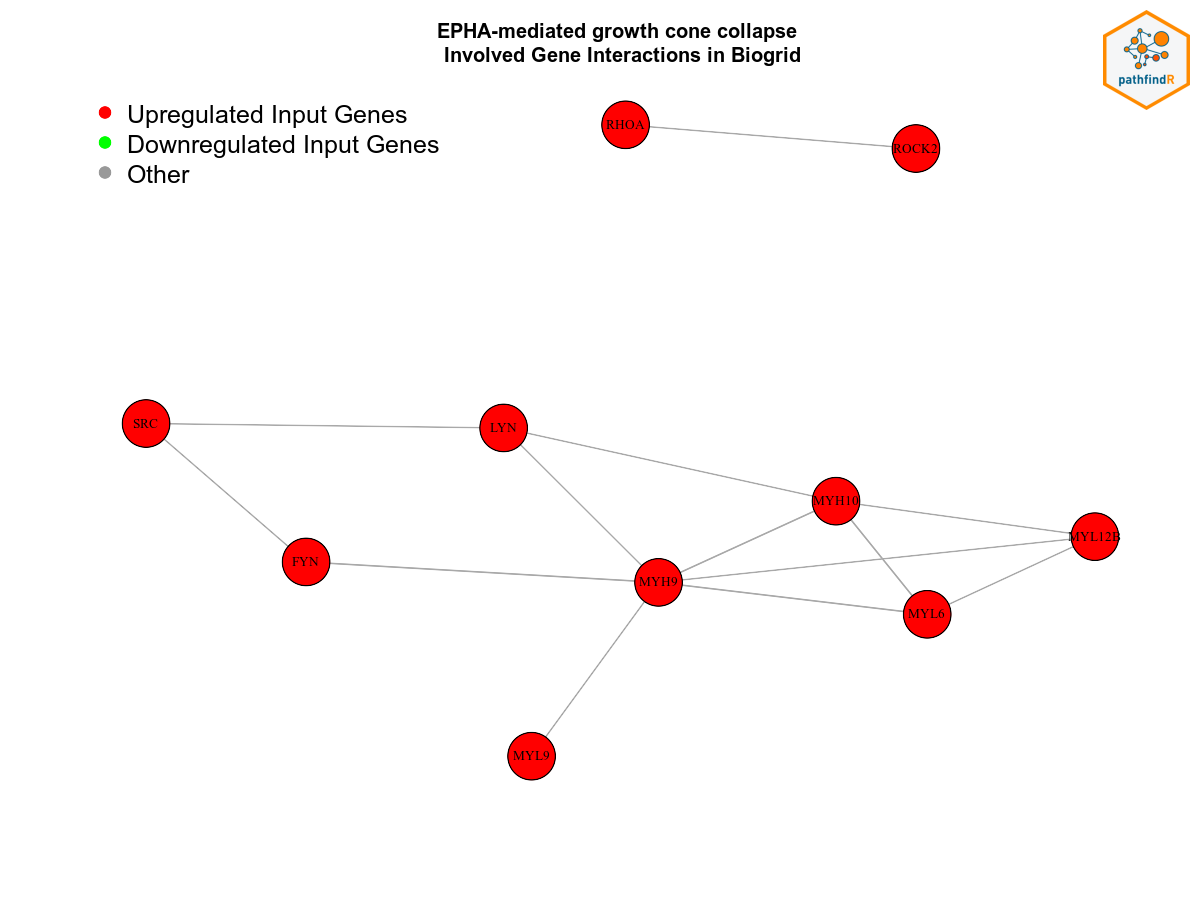 EPHA-mediated growth cone collapse
Involved Gene Interactions in Biogrid
pathfindR
Upregulated Input Genes
Downregulated Input Genes
Other
RHOA
ROCK2
SRC
LYN
MYH10
MYL12B
FYN
MYH9
MYL6
MYL9